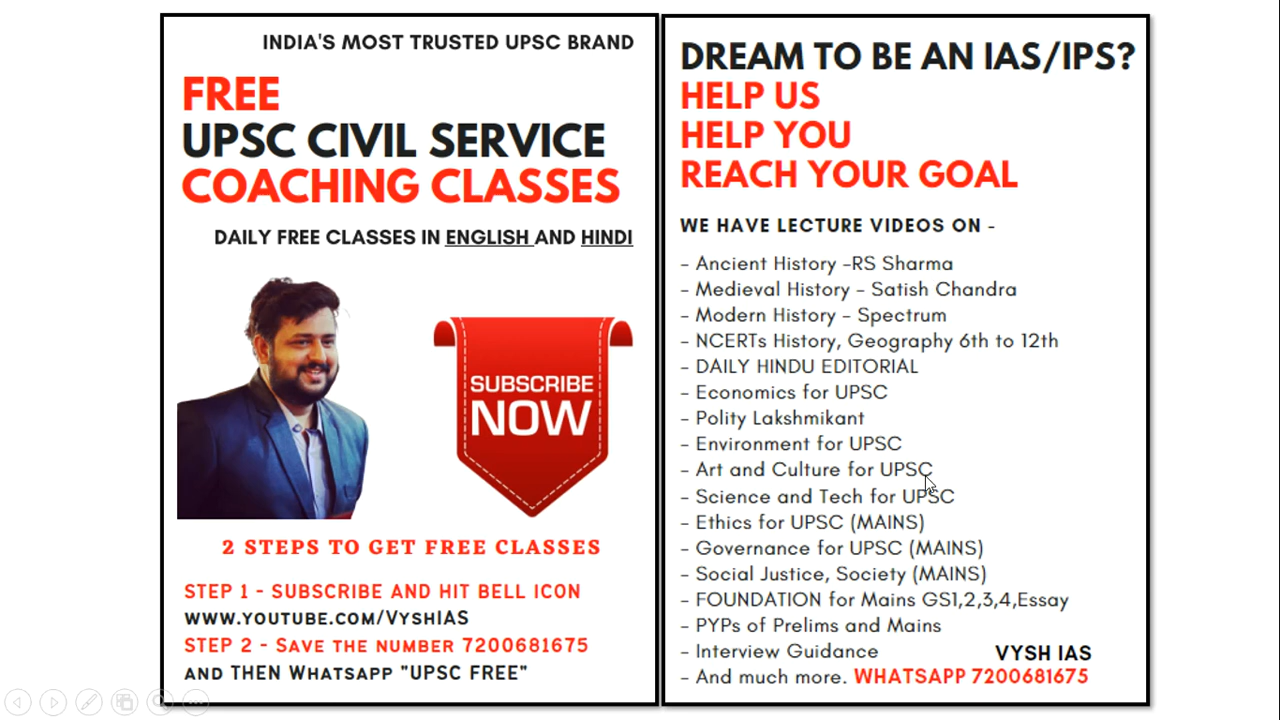 INDIA'S MOST TRUSTED UPSC BRAND
FREE
UPSC CIVIL SERVICE
COACHING CLASSES
DAILY FREE CLASSES IN ENGLISH AND HINDI
SUBSCRIBE
NOW
2 STEPS TO GET FREE CLASSES
STEP 1 - SUBSCRIBE AND HIT BELL ICON
WWW.YOUTUBE.COM/VYSHIAS
STEP 2 - SAVE THE NUMBER 7200681675
AND THEN WHATSAPP "UPSC FREE"
DREAM TO BE AN IAS/IPS?
HELP US
HELP YOU
REACH YOUR GOAL
WE HAVE LECTURE VIDEOS ON -
- Ancient History -RS Sharma
- Medieval History - Satish Chandra
- Modern History - Spectrum
- NCERTs History, Geography 6th to 12th
- DAILY HINDU EDITORIAL
- Economics for UPSC
- Polity Lakshmikant
- Environment for UPSC
- Art and Culture for UPSC
- Science and Tech for UPSC
- Ethics for UPSC (MAINS)
- Governance for UPSC (MAINS)
- Social Justice, Society (MAINS)
- FOUNDATION for Mains GS1,2,3,4,Essay
- PYPs of Prelims and Mains
- Interview Guidance VYSH IAS
- And much more. WHATSAPP 7200681675